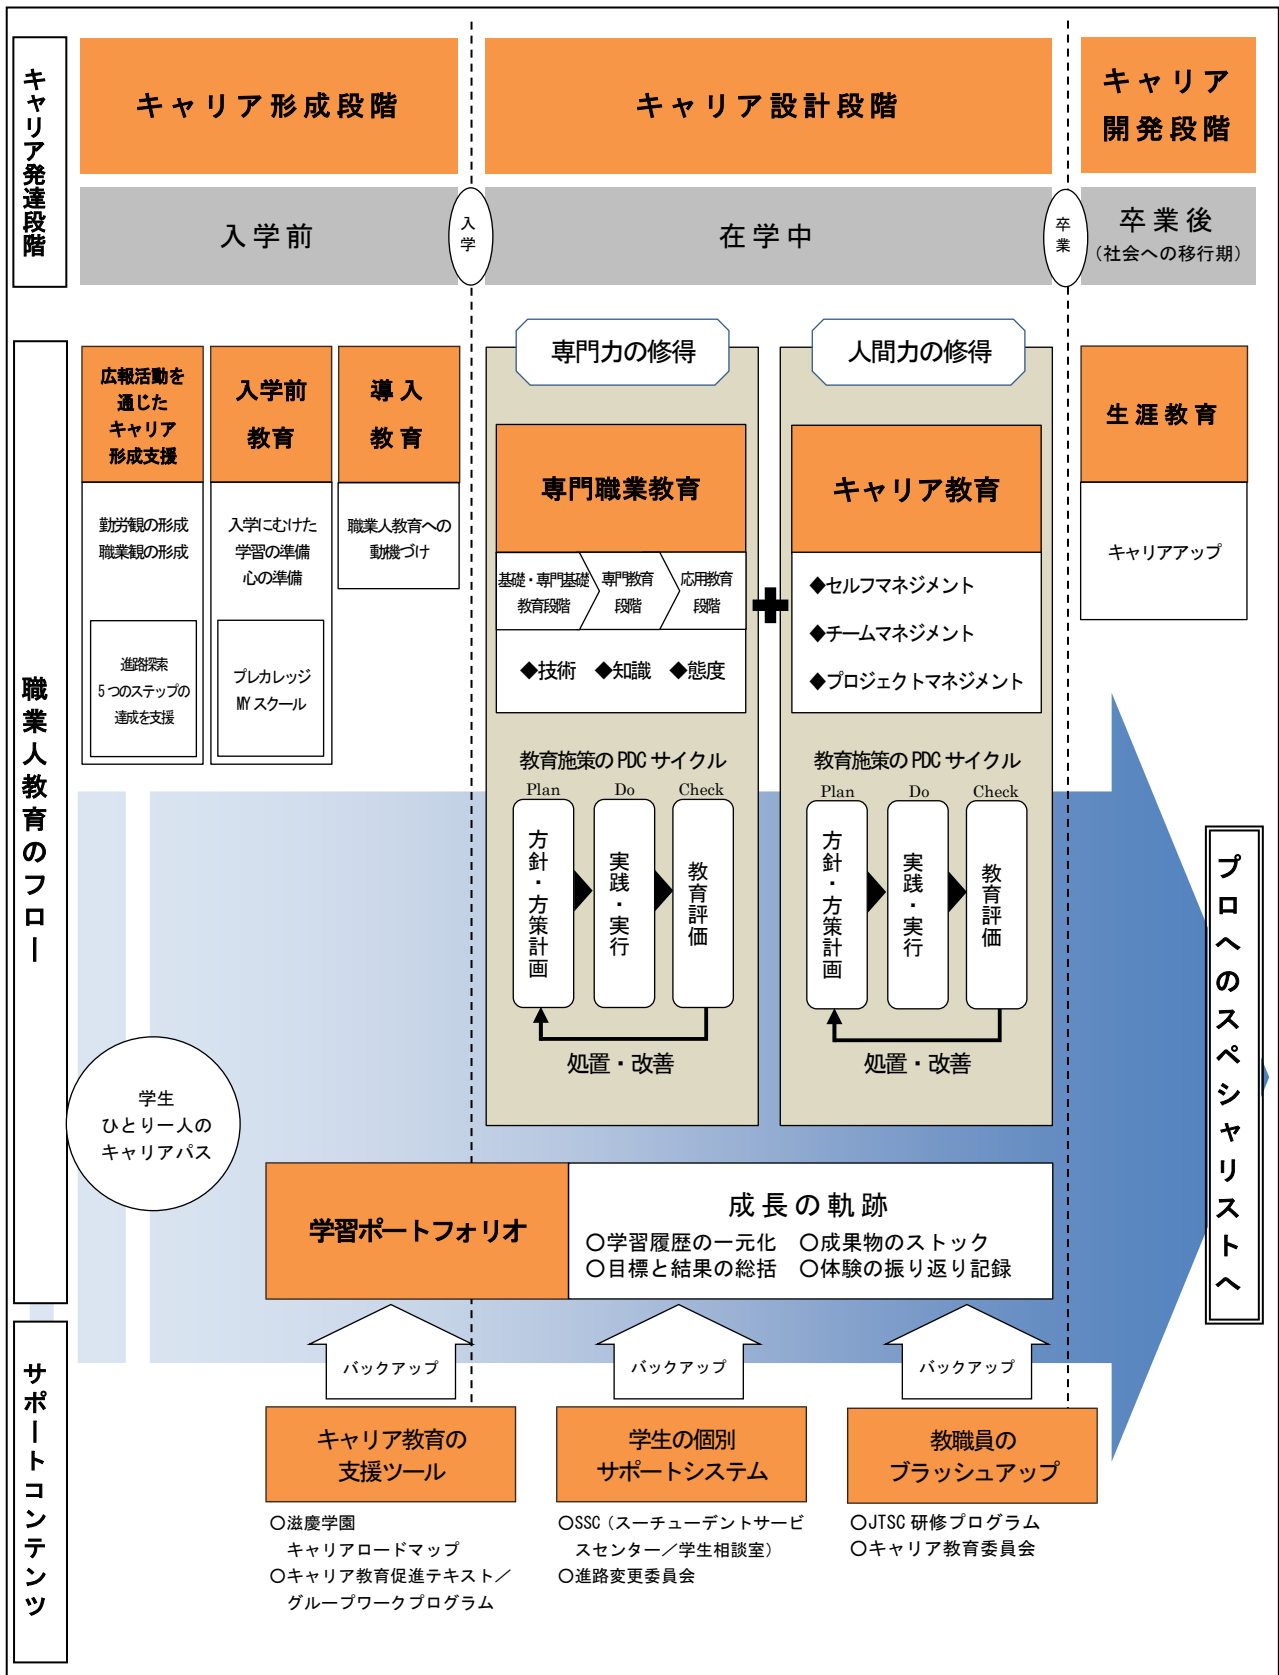 キャリア発達段階
キャリア形成段階
キャリア設計段階
キャリア
開発段階
入学前
入学
在学中
卒業
卒業後
（社会への移行期）
職業人教育のフロー
広報活動を
通じた
キャリア
形成支援
勤労観の形成
職業観の形成
進路探索
5つのステップの
達成を支援
入学前
教育
入学にむけた
学習の準備
心の準備
プレカレッジ
MYスクール
導入
教育
職業人教育への
動機づけ
専門力の修得
専門職業教育
基礎・専門基礎
教育段階
専門教育
段階
応用教育
段階
◆技術 ◆知識 ◆態度
教育施策のPDCサイクル
Plan Do Check
方針・方策計画
実践・実行
教育評価
処置・改善
人間力の修得
キャリア教育
◆セルフマネジメント
◆チームマネジメント
◆プロジェクトマネジメント
教育施策のPDCサイクル
Plan Do Check
方針・方策計画
実践・実行
教育評価
処置・改善
生涯教育
キャリアアップ
プロへのスペシャリストへ
学生
ひとり一人の
キャリアパス
学習ポートフォリオ
成長の軌跡
○学習履歴の一元化 ○成果物のストック
○目標と結果の総括 ○体験の振り返り記録
サポートコンテンツ
バックアップ
バックアップ
バックアップ
キャリア教育の
支援ツール
○滋慶学園
キャリアロードマップ
○キャリア教育促進テキスト／
グループワークプログラム
学生の個別
サポートシステム
○SSC（スーチューデントサービ
スセンター／学生相談室）
○進路変更委員会
教職員の
ブラッシュアップ
○JTSC研修プログラム
○キャリア教育委員会